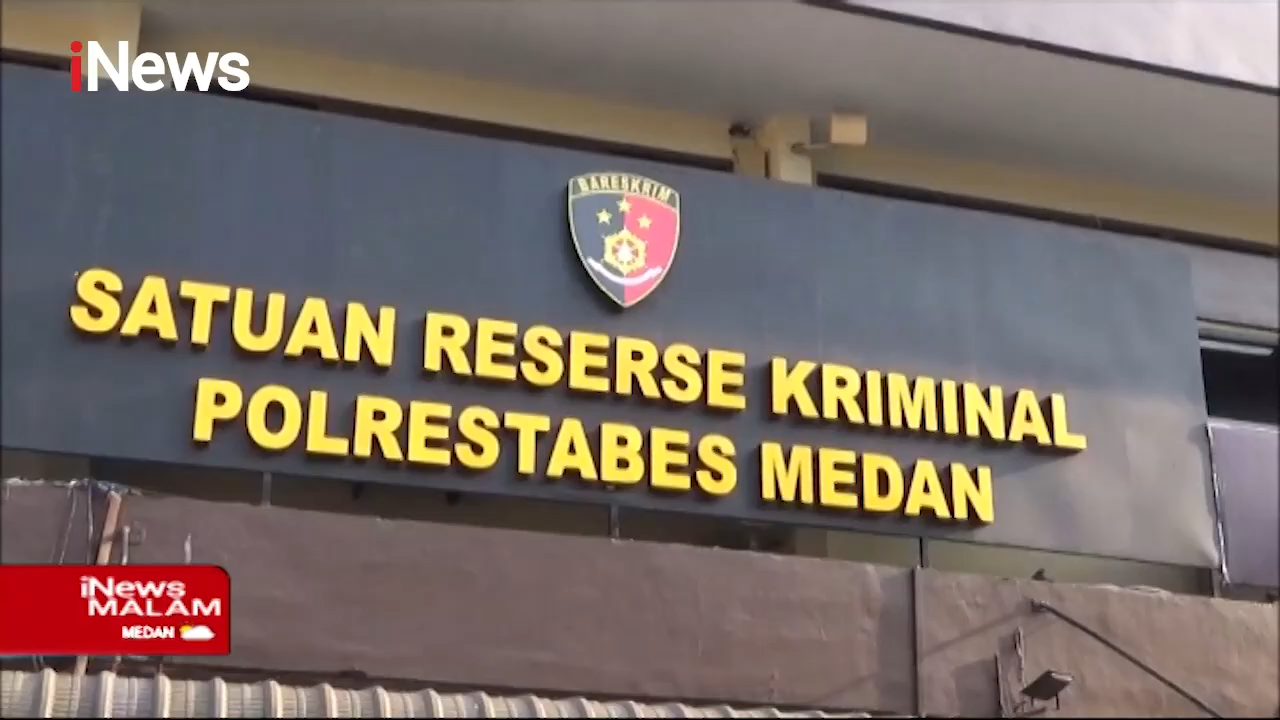 iNews
BARESKRIM
SATUAN RESERSE KRIMINAL
POLRESTABES MEDAN
iNews
MALAM
MEDAN